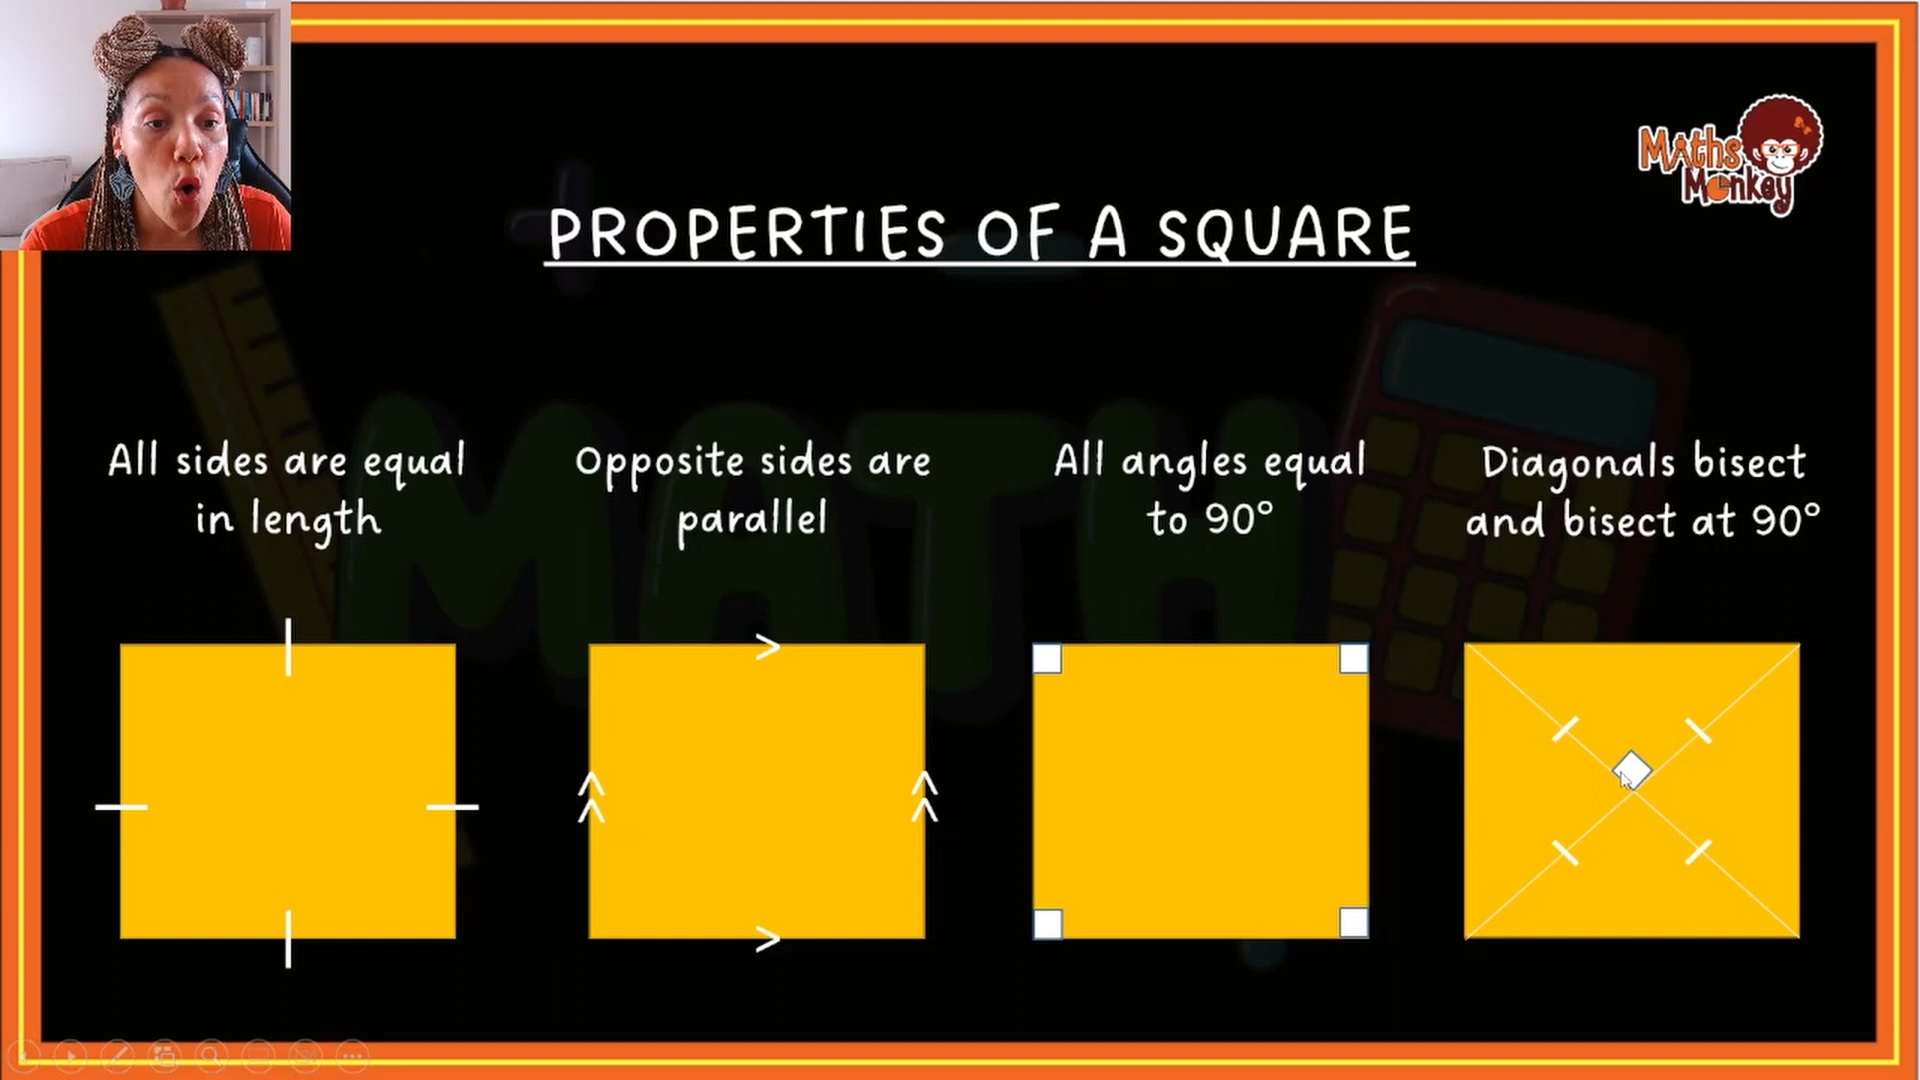 Maths
Monkey
PROPERTIES OF A SQUARE
All sides are equal
in length
Opposite sides are
parallel
All angles equal
to 90°
Diagonals bisect
and bisect at 90°
MATH